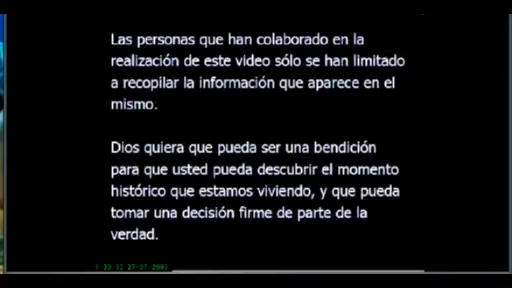 Las personas que han colaborado en la
realización de este video sólo se han limitado
a recopilar la información que aparece en el
mismo.
Dios quiera que pueda ser una bendición
para que usted pueda descubrir el momento
histórico que estamos viviendo, y que pueda
tomar una decisión firme de parte de la
verdad.